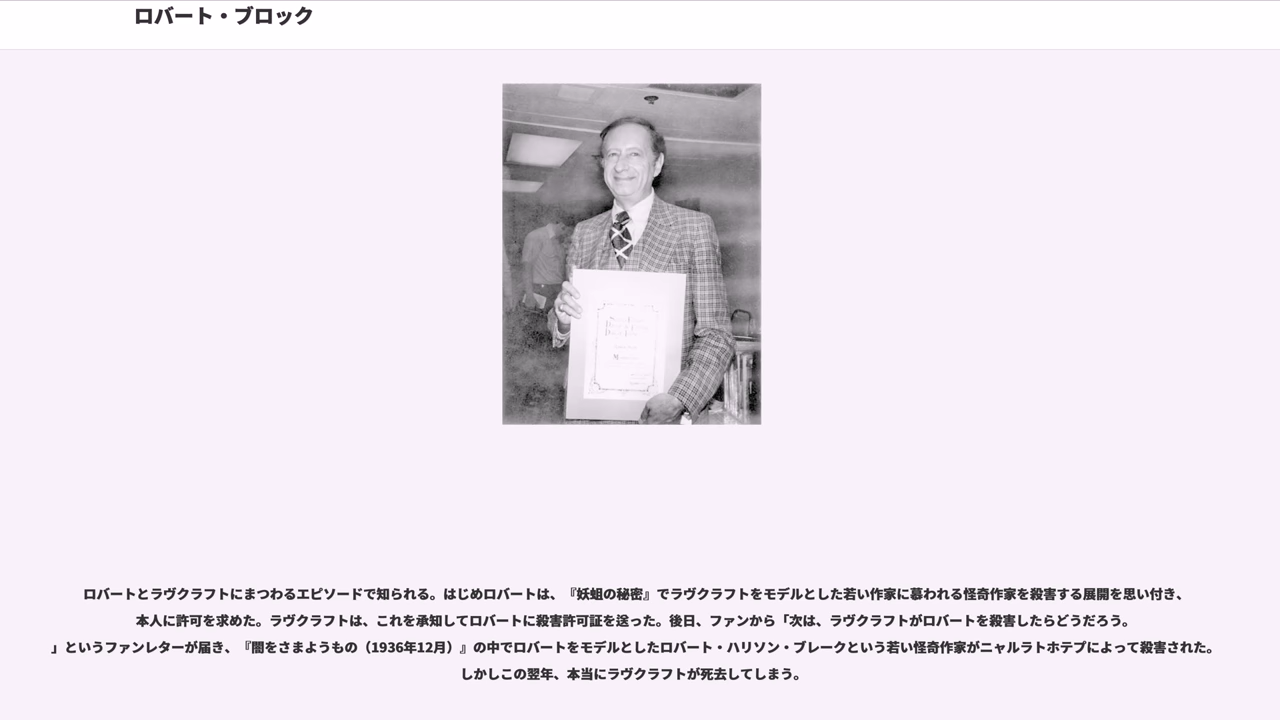 ロバート・ブロック
ロバートとラヴクラフトにまつわるエピソードで知られる。はじめロバートは、『妖蛆の秘密』でラヴクラフトをモデルとした若い作家に慕われる怪奇作家を殺害する展開を思い付き、
本人に許可を求めた。ラヴクラフトは、これを承知してロバートに殺害許可証を送った。後日、ファンから「次は、ラヴクラフトがロバートを殺害したらどうだろう。
」というファンレターが届き、『闇をさまようもの（1936年12月）』の中でロバートをモデルとしたロバート・ハリソン・ブレークという若い怪奇作家がニャルラトホテプによって殺害された。
しかしこの翌年、本当にラヴクラフトが死去してしまう。